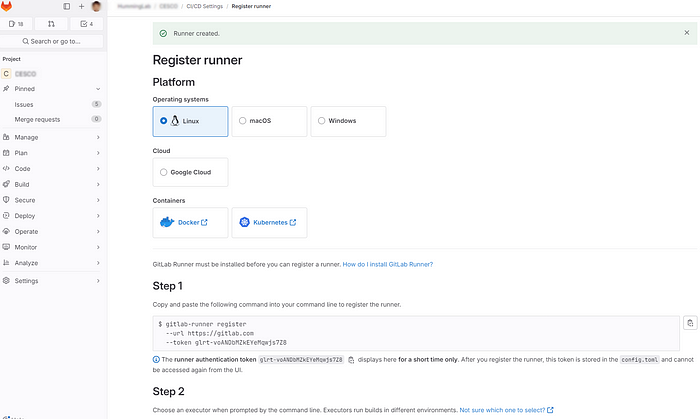 CI/CD Settings / Register runner
18
4
Search or go to...
Project
C
Pinned
Issues 5
Merge requests 0
Manage
Plan
Code
Build
Secure
Deploy
Operate
Monitor
Analyze
Settings
Runner created.
Register runner
Platform
Operating systems
Linux
macOS
Windows
Cloud
Google Cloud
Containers
Docker
Kubernetes
GitLab Runner must be installed before you can register a runner. How do I install GitLab Runner?
Step 1
Copy and paste the following command into your command line to register the runner.
$ gitlab-runner register
--url https://gitlab.com
--token glrt-voANDbMZkEYeMqwjs7Z8
The runner authentication token glrt-voANDbMZkEYeMqwjs7Z8 displays here for a short time only. After you register the runner, this token is stored in the config.toml and cannot
be accessed again from the UI.
Step 2
Choose an executor when prompted by the command line. Executors run builds in different environments. Not sure which one to select?